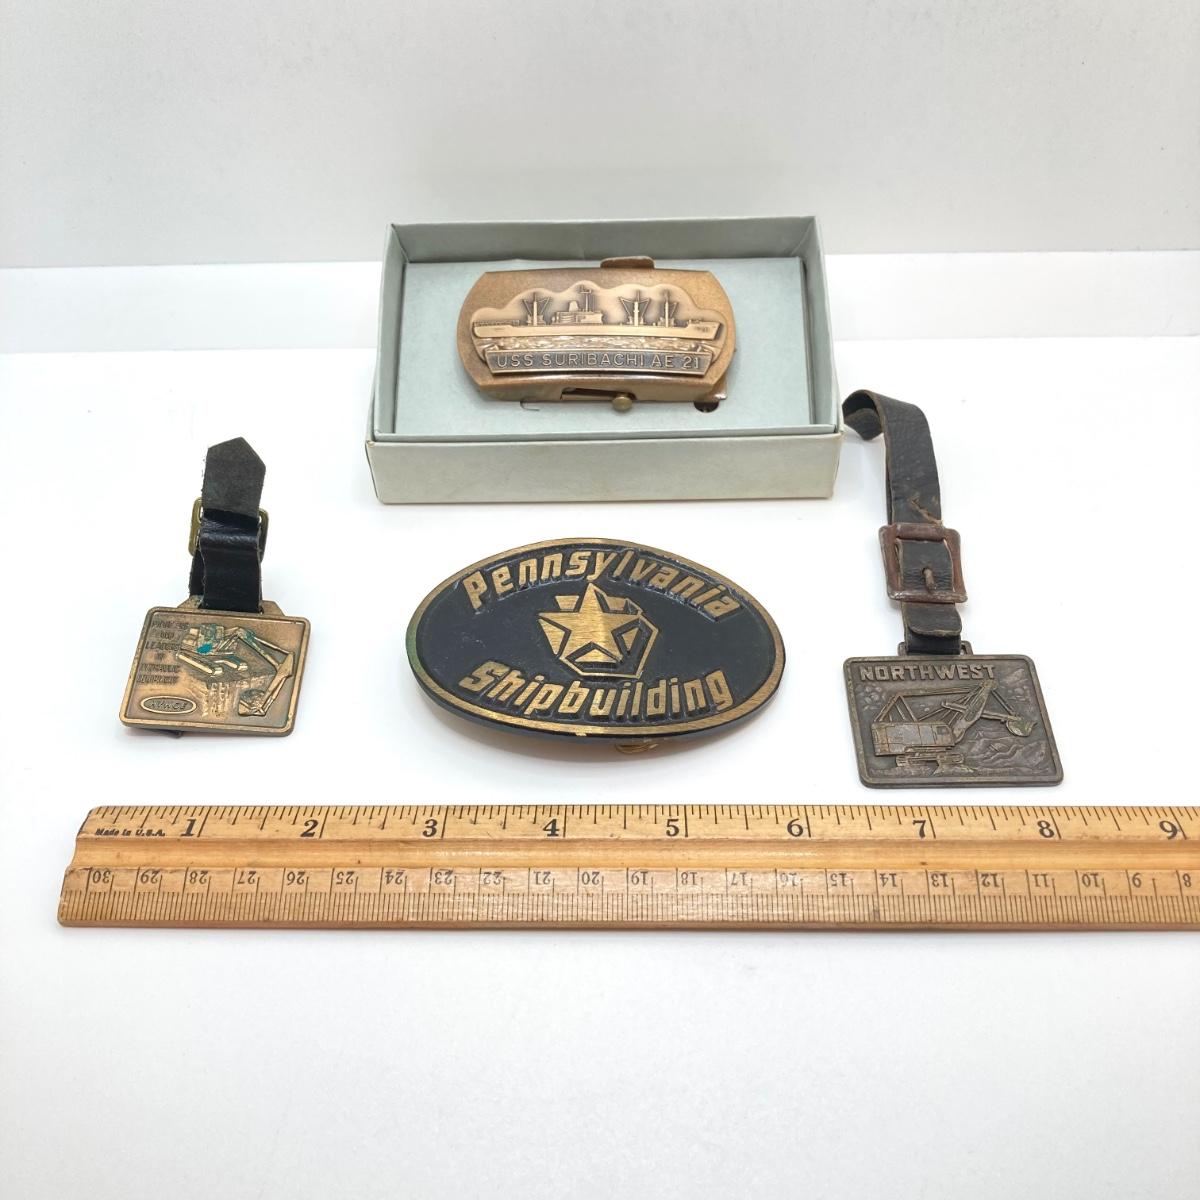 USS SURIBACHI AE 21
Pennsylvania
Shipbuilding
NORTHWEST
Made in U.S.A.
1 2 3 4 5 6 7 8 9
30 29 28 27 26 25 24 23 22 21 20 19 18 17 16 15 14 13 12 11 10 9 8